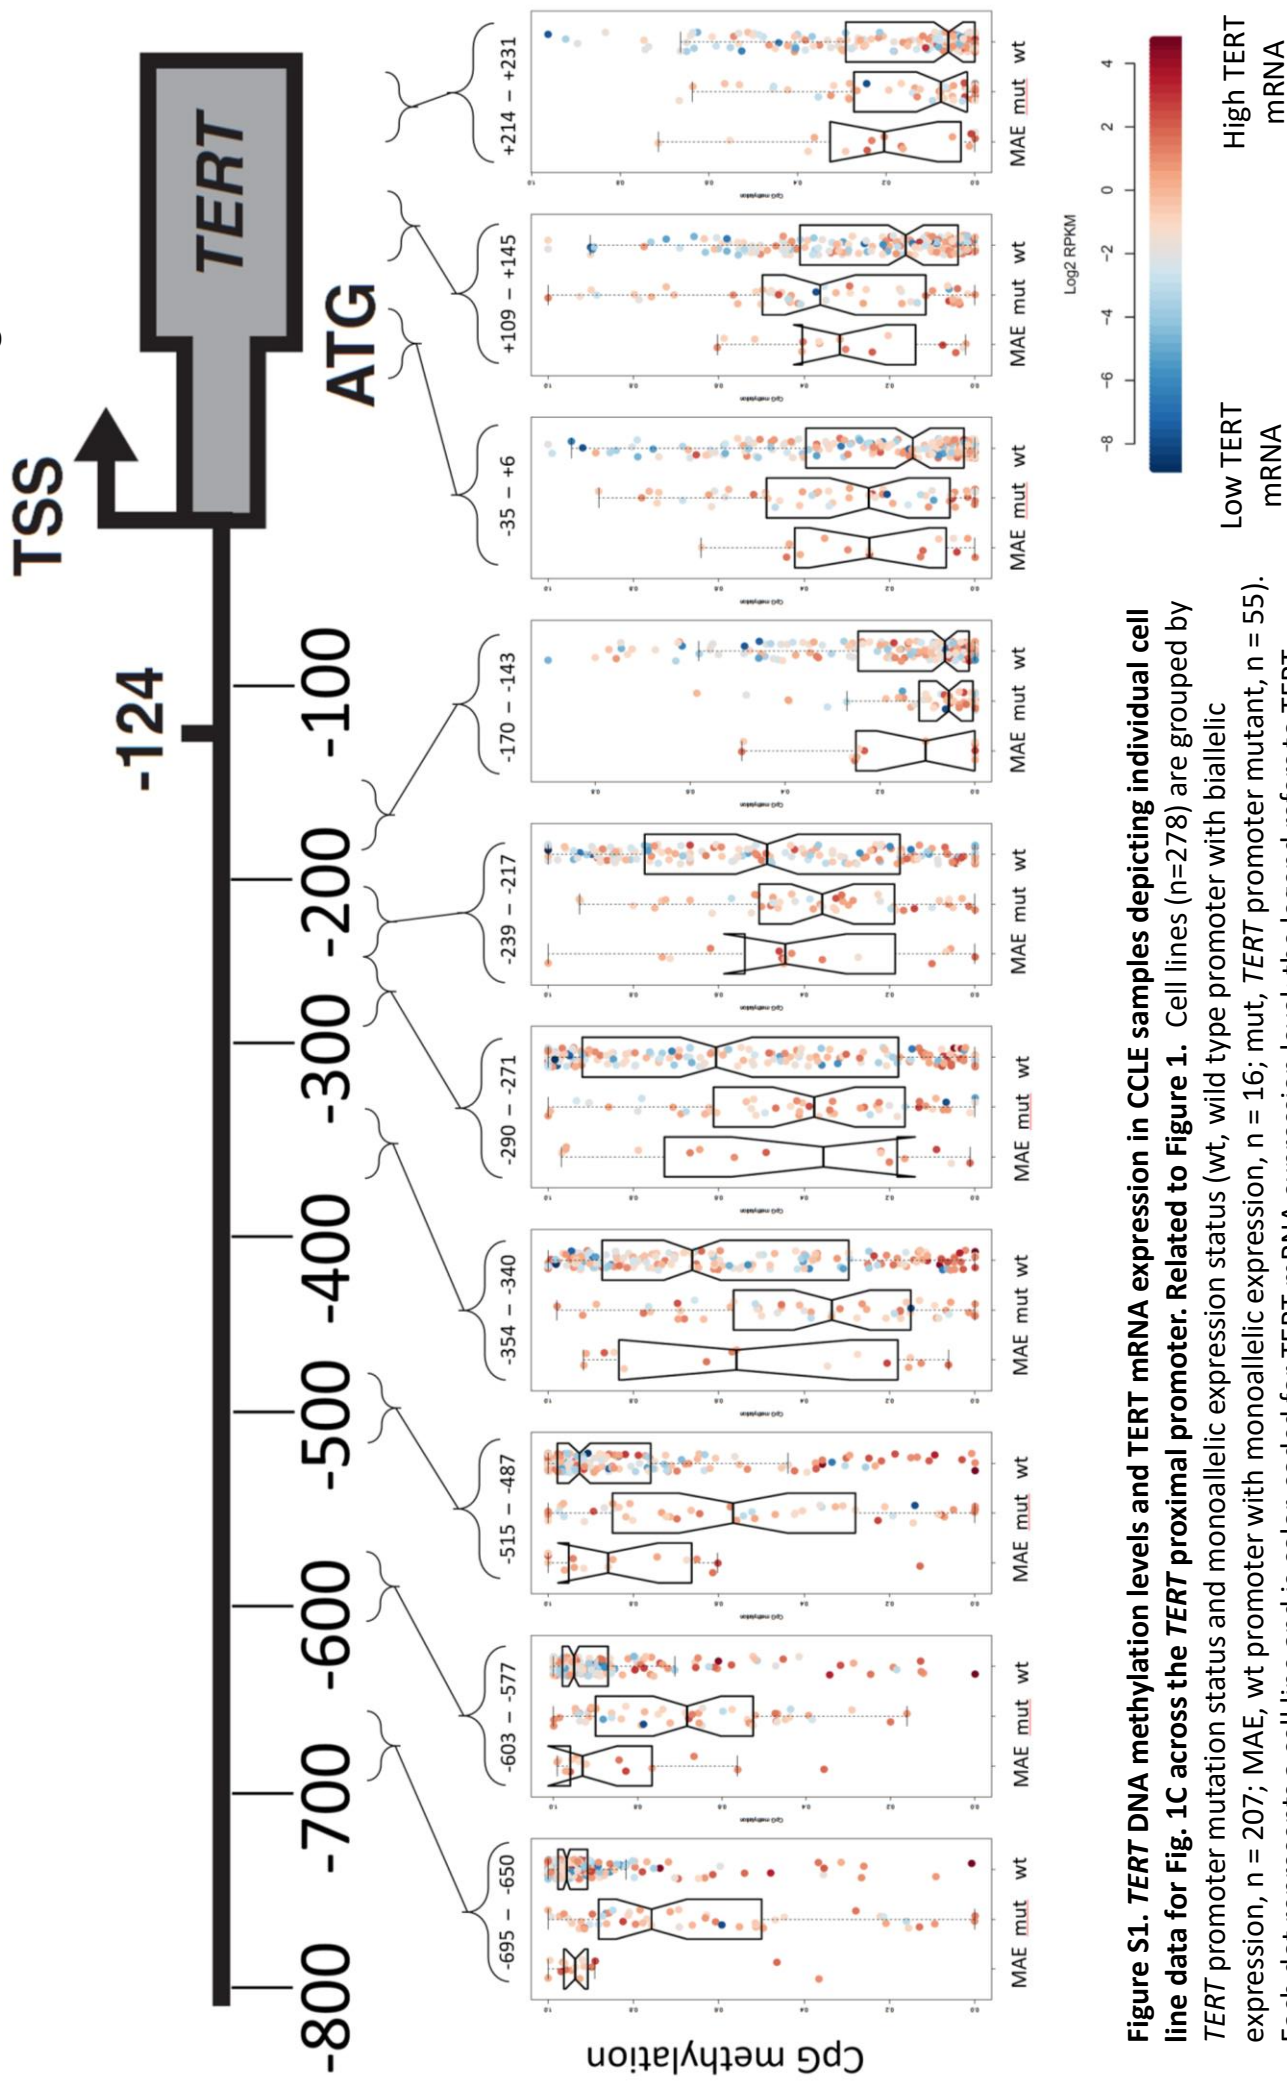 TSS
TERT
-124
ATG
-800 -700 -600 -500 -400 -300 -200 -100
-695 – -650
-603 – -577
-515 – -487
-354 – -340
-290 – -271
-239 – -217
-170 – -143
-35 – +6
+109 – +145
+214 – +231
CpG methylation
MAE mut wt
MAE mut wt
MAE mut wt
MAE mut wt
MAE mut wt
MAE mut wt
MAE mut wt
MAE mut wt
MAE mut wt
MAE mut wt
Log2 RPKM
-8 -6 -4 -2 0 2 4
Low TERT
mRNA
High TERT
mRNA
Figure S1. TERT DNA methylation levels and TERT mRNA expression in CCLE samples depicting individual cell
line data for Fig. 1C across the TERT proximal promoter. Related to Figure 1. Cell lines (n=278) are grouped by
TERT promoter mutation status and monoallelic expression status (wt, wild type promoter with biallelic
expression, n = 207; MAE, wt promoter with monoallelic expression, n = 16; mut, TERT promoter mutant, n = 55).